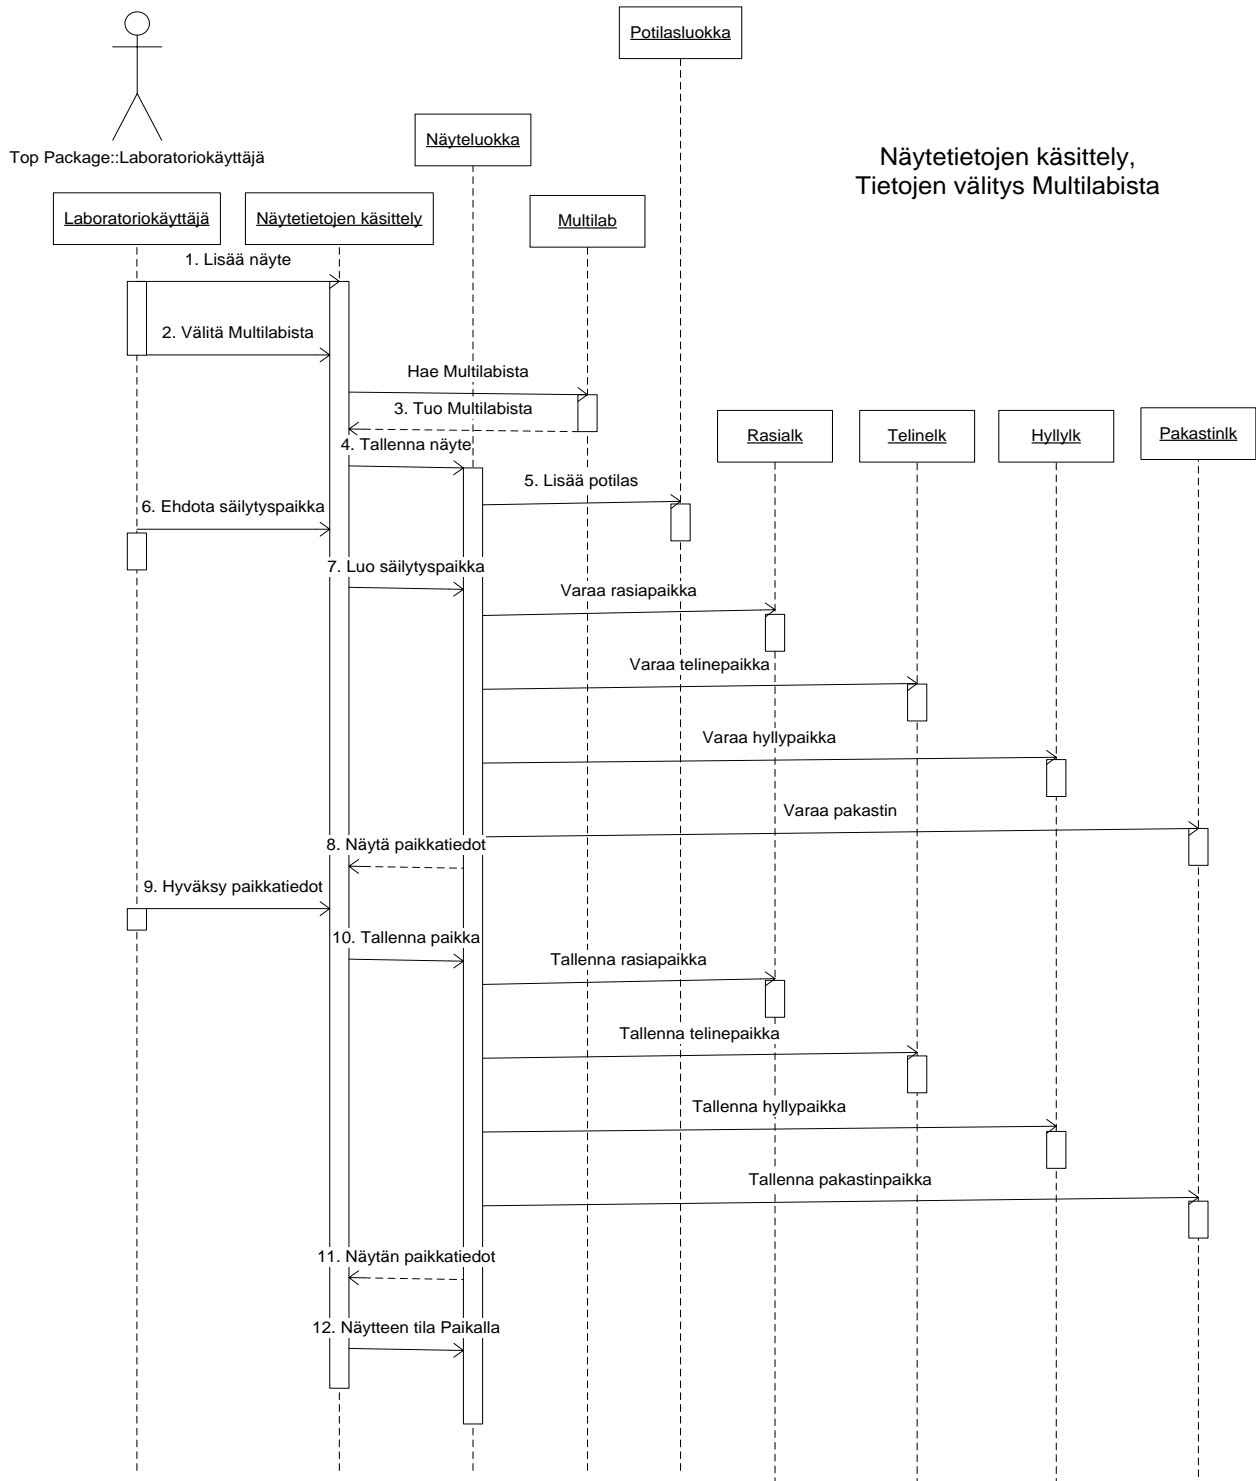 Potilasluokka
Näyteluokka
Top Package::Laboratoriokäyttäjä
Näytetietojen käsittely,
Tietojen välitys Multilabista
Laboratoriokäyttäjä
Näytetietojen käsittely
Multilab
1. Lisää näyte
2. Välitä Multilabista
Hae Multilabista
3. Tuo Multilabista
Rasialk
Telinelk
Hyllylk
Pakastinlk
4. Tallenna näyte
5. Lisää potilas
6. Ehdota säilytyspaikka
7. Luo säilytyspaikka
Varaa rasiapaikka
Varaa telinepaikka
Varaa hyllypaikka
Varaa pakastin
8. Näytä paikkatiedot
9. Hyväksy paikkatiedot
10. Tallenna paikka
Tallenna rasiapaikka
Tallenna telinepaikka
Tallenna hyllypaikka
Tallenna pakastinpaikka
11. Näytän paikkatiedot
12. Näytteen tila Paikalla